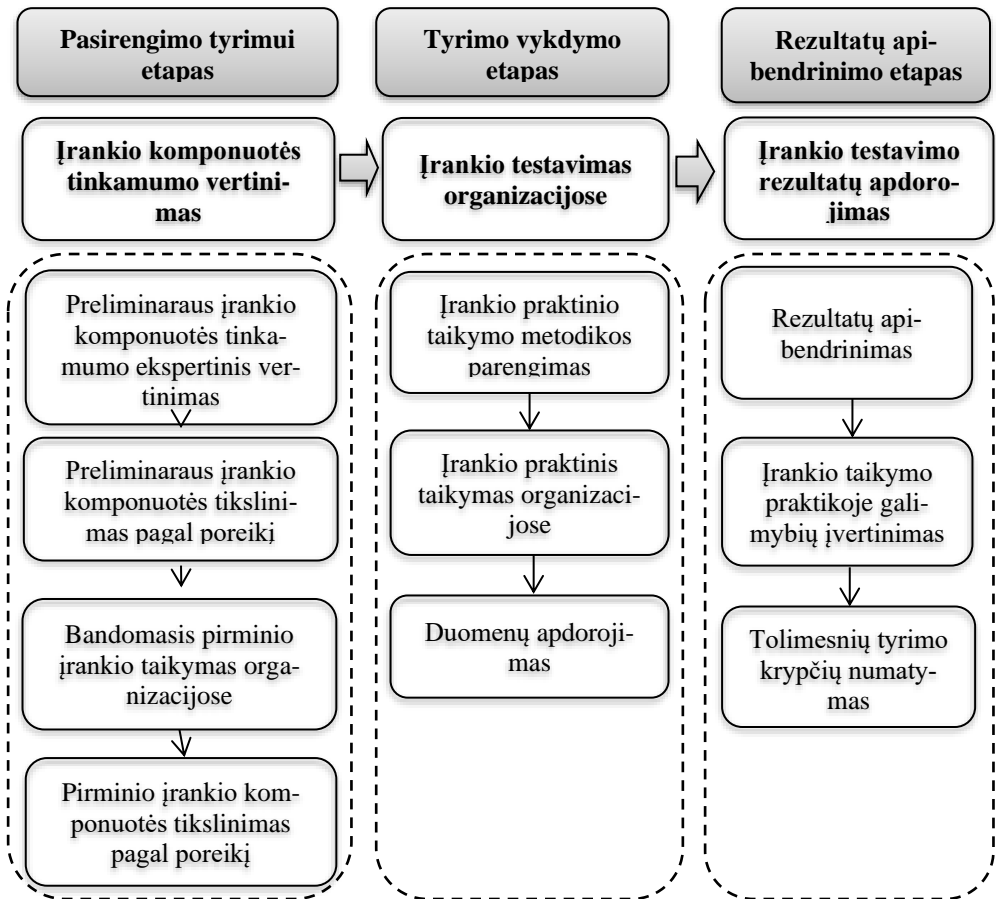 Pasirengimo tyrimui
etapas
Tyrimo vykdymo
etapas
Rezultatų api-
bendrinimo etapas
Įrankio komponuotės
tinkamumo vertini-
mas
Įrankio testavimas
organizacijose
Įrankio testavimo
rezultatų apdoro-
jimas
Preliminaraus įrankio
komponuotės tinka-
mumo ekspertinis ver-
tinimas
Preliminaraus įrankio
komponuotės tikslini-
mas pagal poreikį
Bandomasis pirminio
įrankio taikymas orga-
nizacijose
Pirminio įrankio kom-
ponuotės tikslinimas
pagal poreikį
Įrankio praktinio
taikymo metodikos
parengimas
Įrankio praktinis
taikymas organizaci-
jose
Duomenų apdoroji-
mas
Rezultatų api-
bendrinimas
Įrankio taikymo
praktikoje gali-
mybių įvertinimas
Tolimesnių tyrimo
krypčių numaty-
mas